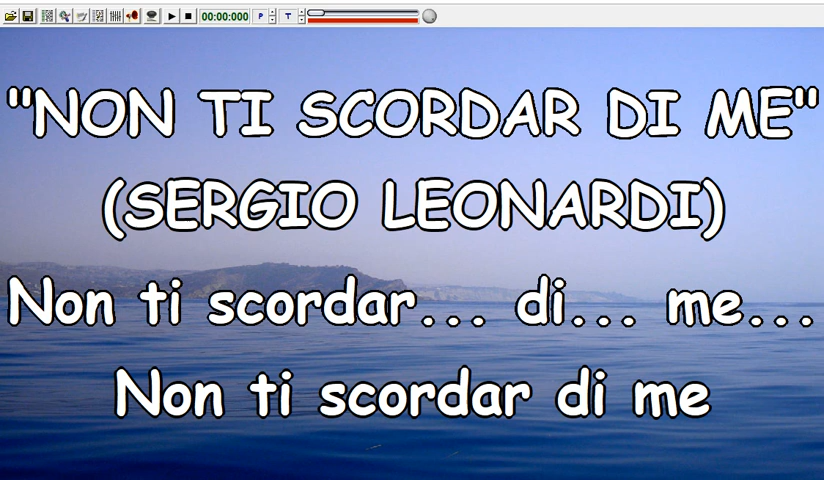 00:00:000 P T
"NON TI SCORDAR DI ME"
(SERGIO LEONARDI)
Non ti scordar... di... me...
Non ti scordar di me